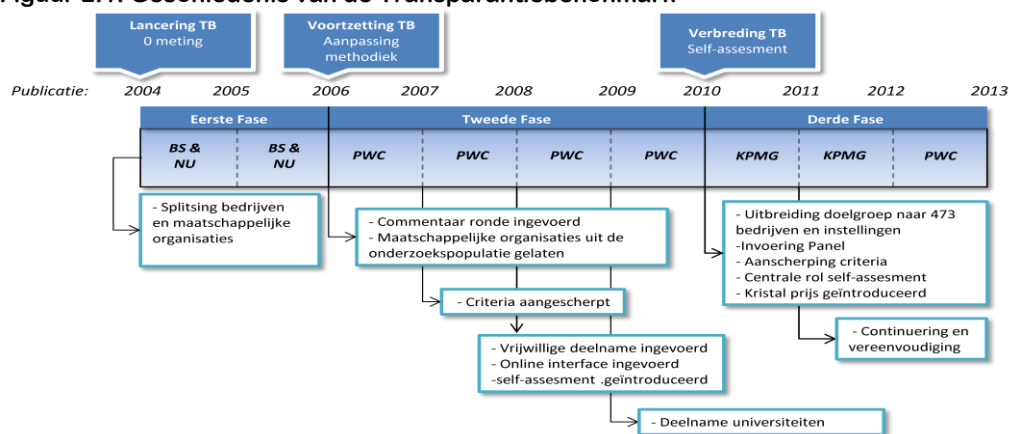 Figuur 2.1: Geschiedenis van de Transparantiebenchmark
Lancering TB
0 meting
Voortzetting TB
Aanpassing
methodiek
Verbreding TB
Self-assesment
Publicatie: 2004 2005 2006 2007 2008 2009 2010 2011 2012 2013
Eerste Fase Tweede Fase Derde Fase
BS & NU BS & NU PWC PWC PWC PWC KPMG KPMG PWC
- Splitsing bedrijven
en maatschappelijke
organisaties
- Commentaar ronde ingevoerd
- Maatschappelijke organisaties uit de
onderzoekspopulatie gelaten
- Uitbreiding doelgroep naar 473
bedrijven en instellingen
-Invoering Panel
- Aanscherping criteria
- Centrale rol self-assesment
- Kristal prijs geïntroduceerd
- Criteria aangescherpt
- Vrijwillige deelname ingevoerd
- Online interface ingevoerd
-self-assesment .geïntroduceerd
- Continuering en
vereenvoudiging
- Deelname universiteiten